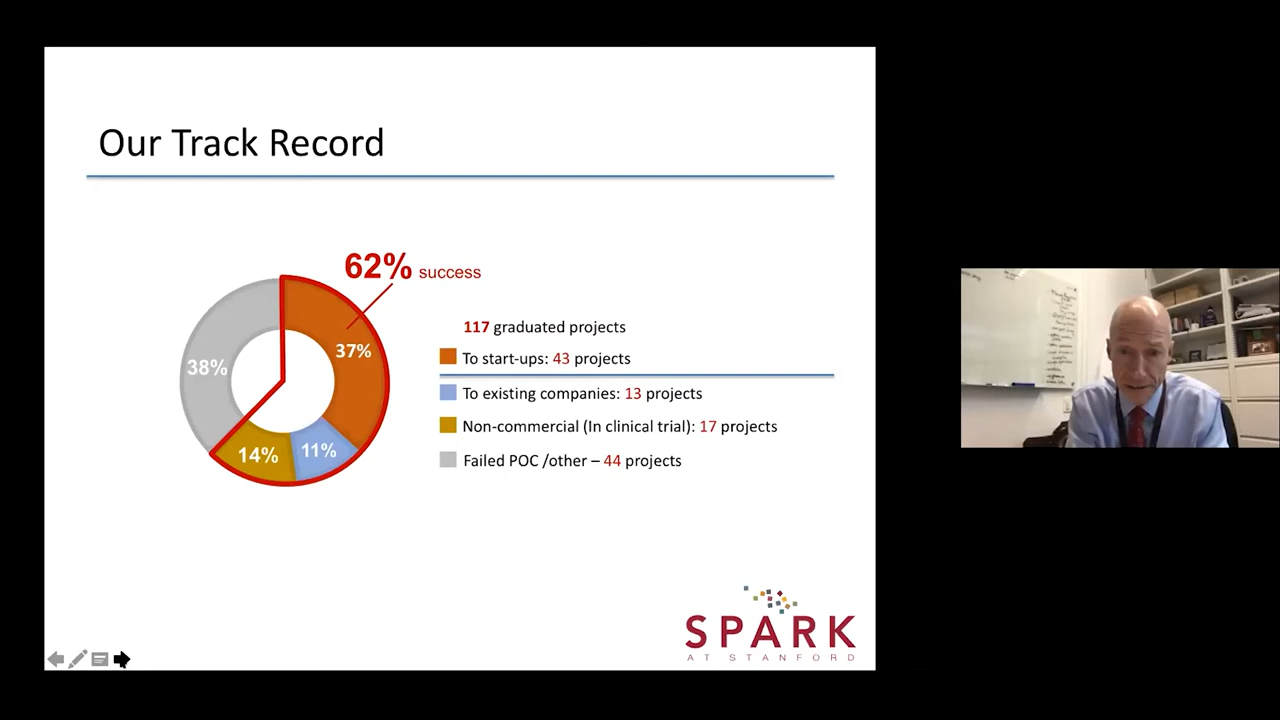 Our Track Record
62% success
37%
38%
14%
11%
117 graduated projects
To start-ups: 43 projects
To existing companies: 13 projects
Non-commercial (In clinical trial): 17 projects
Failed POC /other – 44 projects
SPARK
AT STANFORD